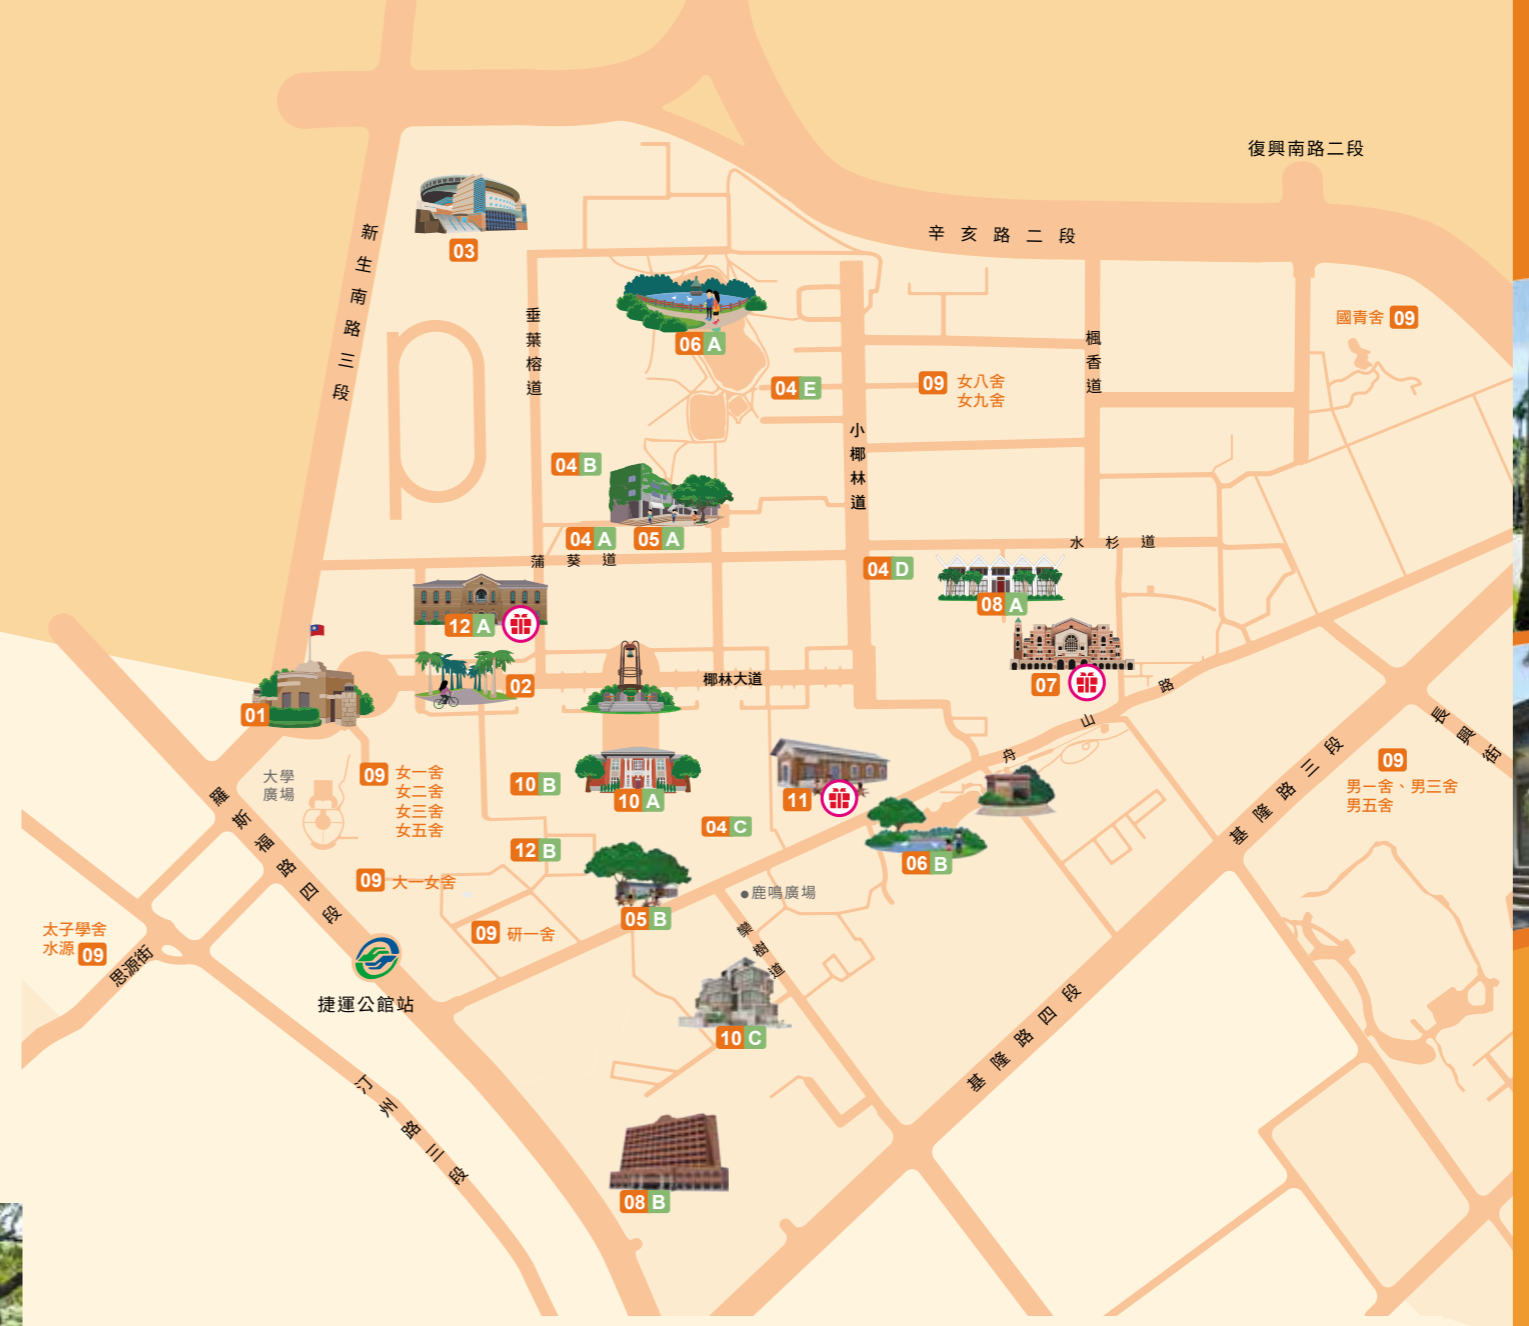 復興南路二段
辛亥路二段
新生南路三段
03
垂葉榕道
06 A
楓香道
國青舍 09
04 E
09 女八舍
女九舍
小椰林道
04 B
04 A
05 A
蒲葵道
水杉道
04 D
08 A
12 A
07
01
02
椰林大道
舟山路
長興街
大學
廣場
09 女一舍
女二舍
女三舍
女五舍
10 B
10 A
11
基隆路三段
09
男一舍、男三舍
男五舍
羅斯福路四段
04 C
12 B
06 B
09 大一女舍
鹿鳴廣場
05 B
09 研一舍
太子學舍
水源 09
思源街
欒樹道
捷運公館站
10 C
基隆路四段
汀州路三段
08 B